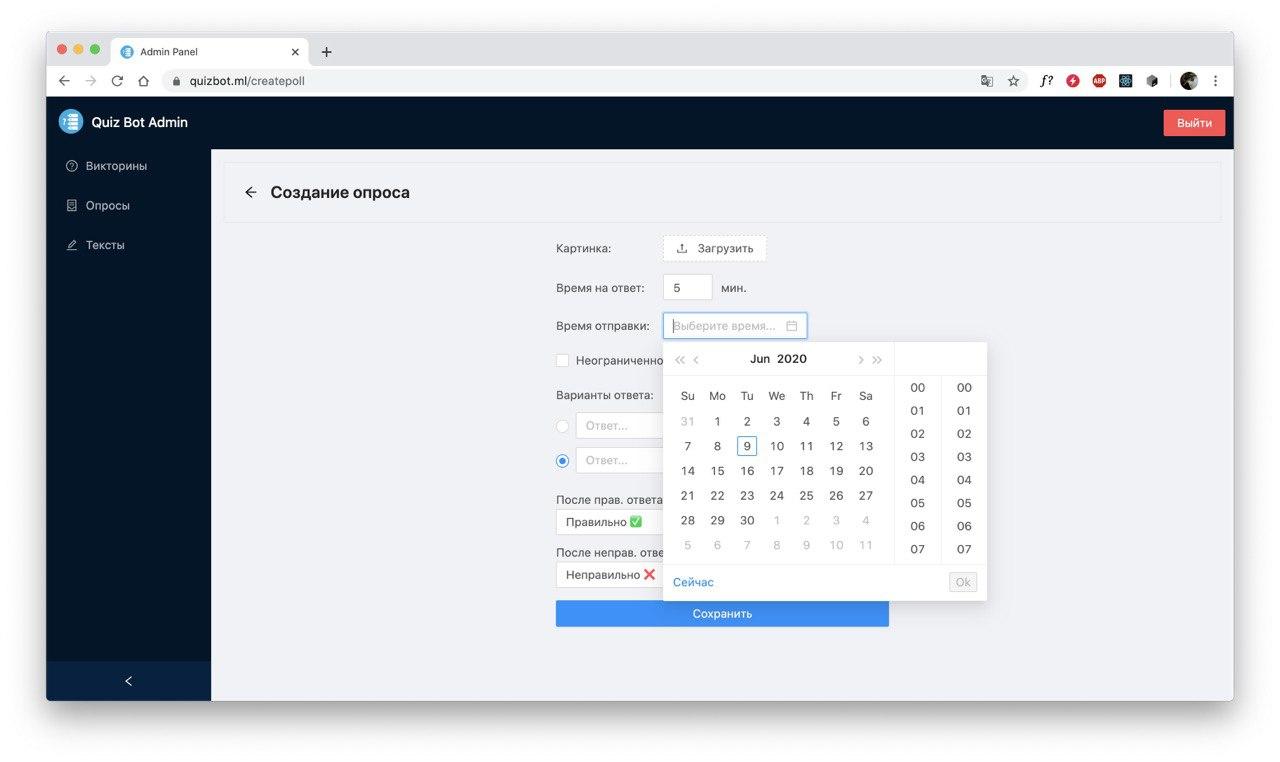 Admin Panel
quizbot.ml/createpoll
f?
ABP
Quiz Bot Admin
Выйти
Викторины
Опросы
Тексты
Создание опроса
Картинка:
Загрузить
Время на ответ:
5
мин.
Время отправки:
Выберите время...
Неограниченно
Варианты ответа:
Ответ...
Ответ...
После прав. ответа
Правильно ✅
После неправ. отве
Неправильно ❌
Jun 2020
Su Mo Tu We Th Fr Sa
31 1 2 3 4 5 6
7 8 9 10 11 12 13
14 15 16 17 18 19 20
21 22 23 24 25 26 27
28 29 30 1 2 3 4
5 6 7 8 9 10 11
00 00
01 01
02 02
03 03
04 04
05 05
06 06
07 07
Сейчас
Ok
Сохранить